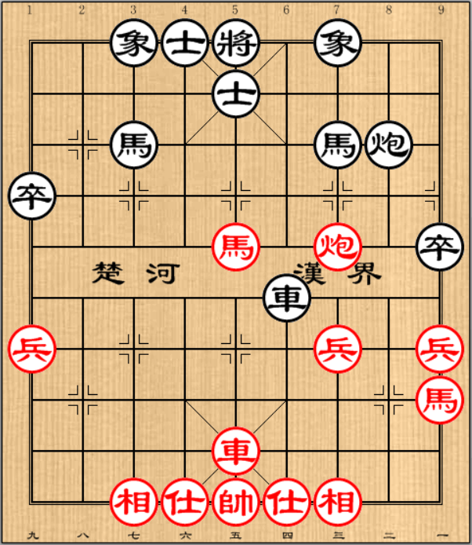 1 2 3 4 5 6 7 8 9
象 士 將 象
士
馬 馬 炮
卒
馬 炮 卒
楚河 漢界
車
兵 兵 兵
馬
車
相 仕 帥 仕 相
九 八 七 六 五 四 三 二 一